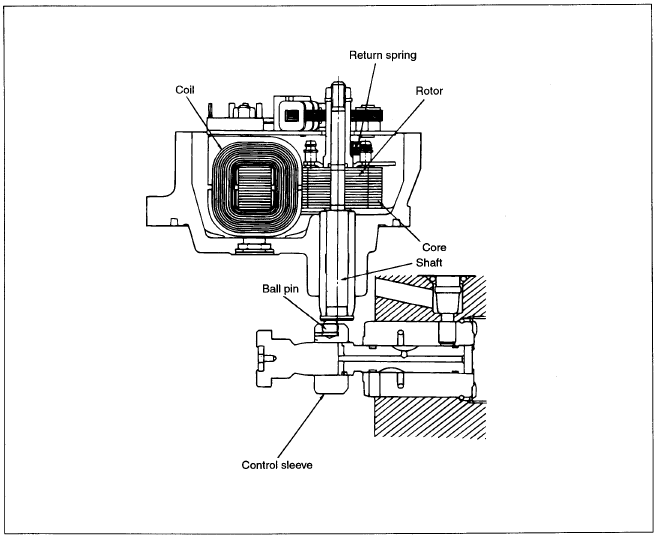 Return spring
Coil
Rotor
Core
Shaft
Ball pin
Control sleeve